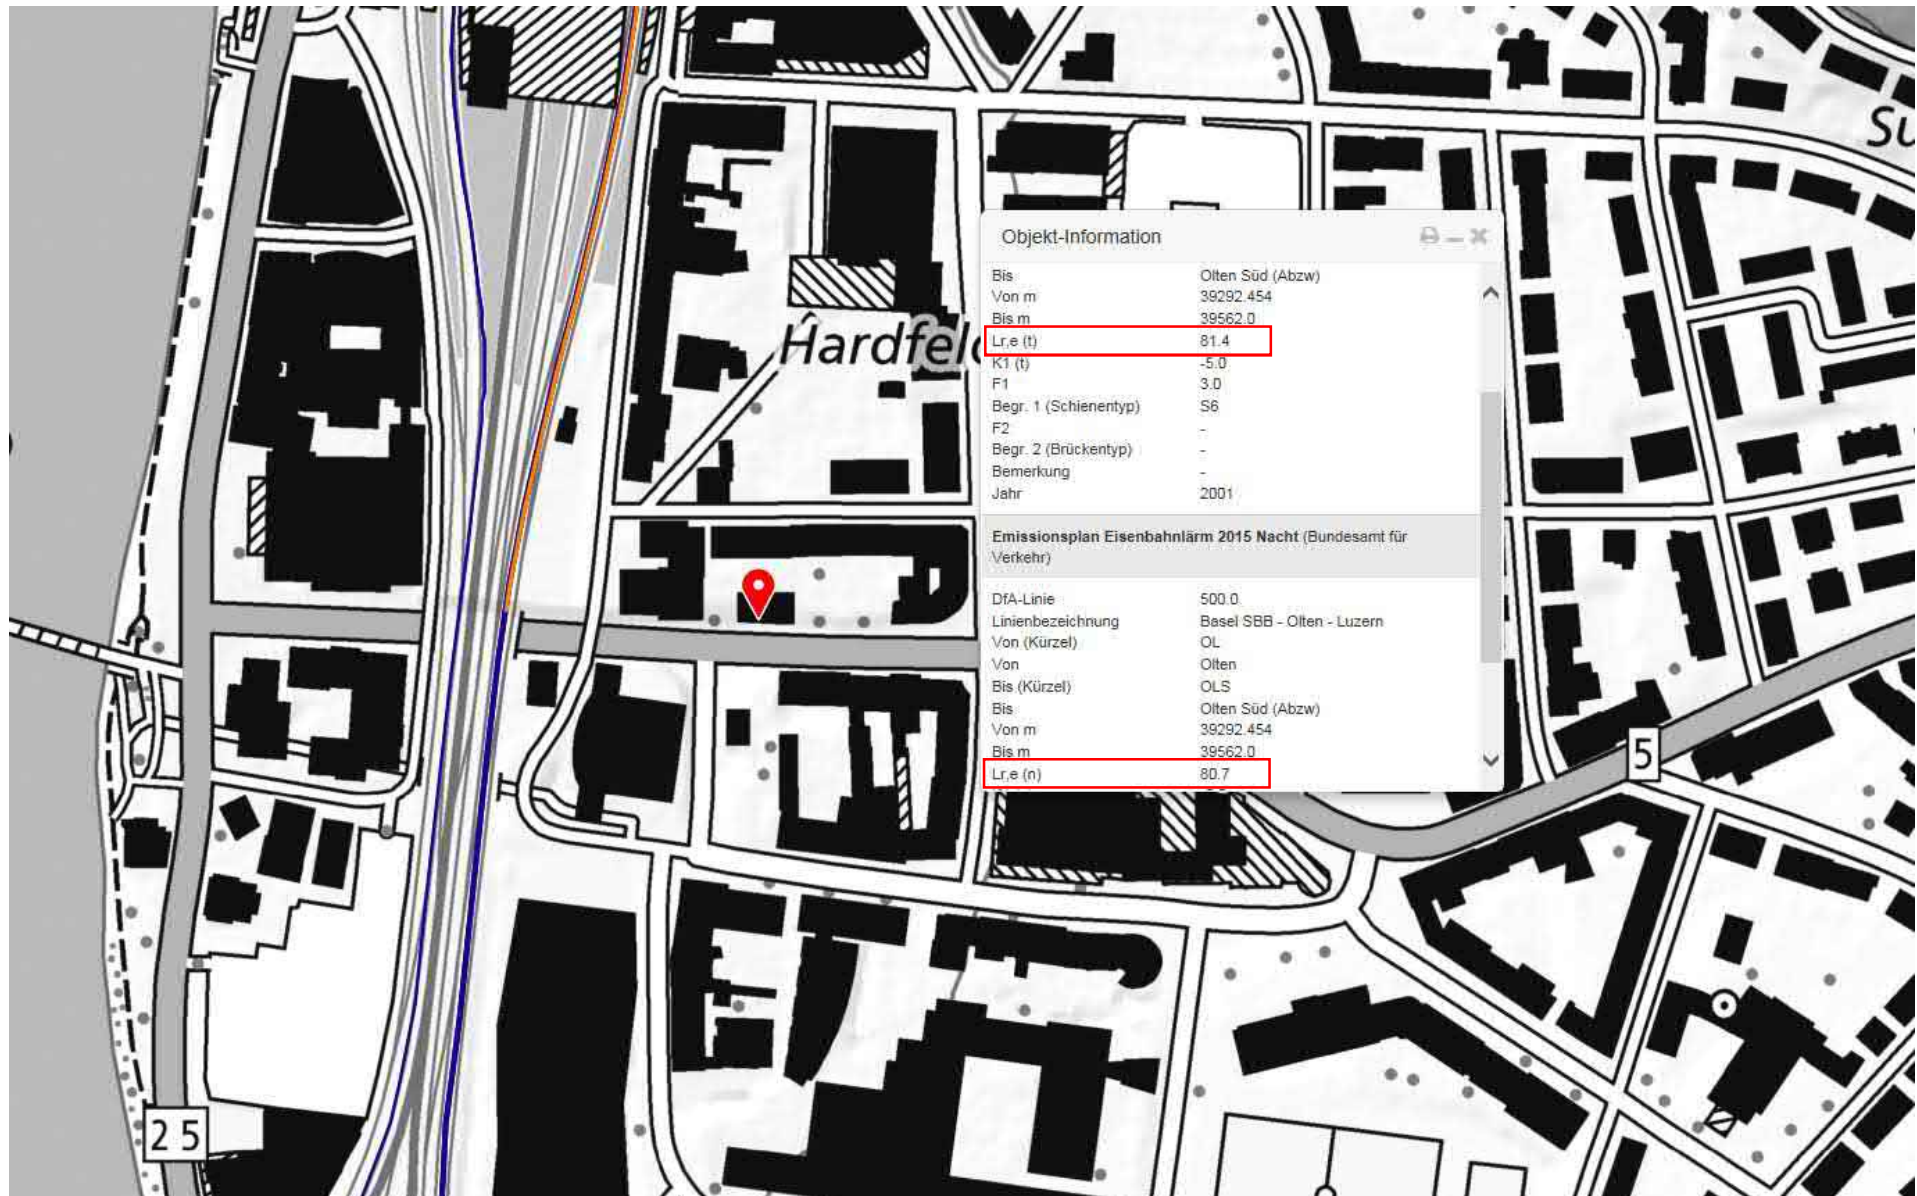 Su
Objekt-Information
Bis Olten Süd (Abzw)
Von m 39292.454
Bis m 39562.0
Lr,e (t) 81.4
K1 (t) -5.0
F1 3.0
Begr. 1 (Schienentyp) S6
F2 -
Begr. 2 (Brückentyp) -
Bemerkung -
Jahr 2001
Hardfel
Emissionsplan Eisenbahnlärm 2015 Nacht (Bundesamt für
Verkehr)
DfA-Linie 500.0
Linienbezeichnung Basel SBB - Olten - Luzern
Von (Kürzel) OL
Von Olten
Bis (Kürzel) OLS
Bis Olten Süd (Abzw)
Von m 39292.454
Bis m 39562.0
Lr,e (n) 80.7
5
25